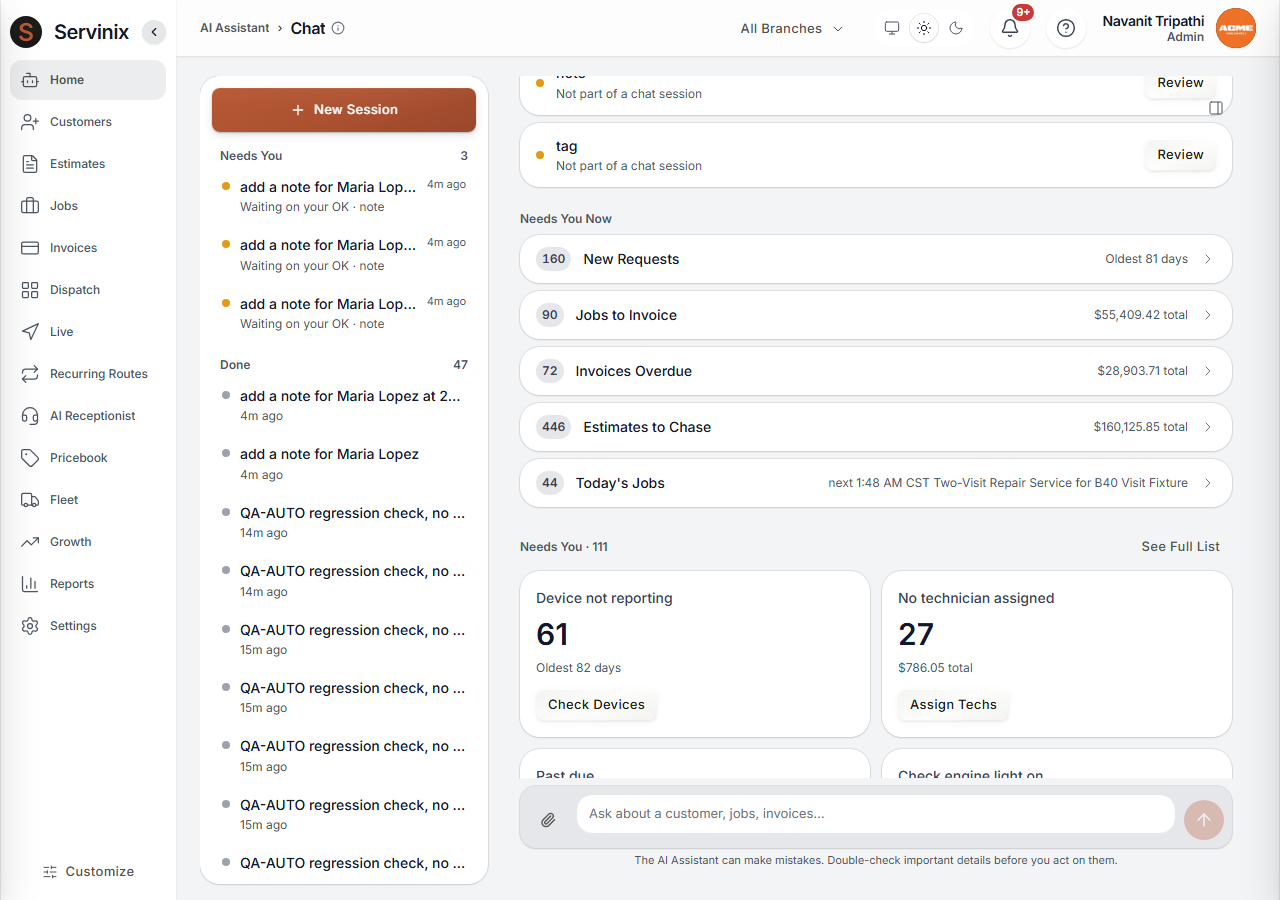 S Servinix
Home
Customers
Estimates
Jobs
Invoices
Dispatch
Live
Recurring Routes
AI Receptionist
Pricebook
Fleet
Growth
Reports
Settings
Customize
AI Assistant › Chat
All Branches
9+
Navanit Tripathi
Admin
ACME
+ New Session
Needs You 3
add a note for Maria Lop... 4m ago
Waiting on your OK · note
add a note for Maria Lop... 4m ago
Waiting on your OK · note
add a note for Maria Lop... 4m ago
Waiting on your OK · note
Done 47
add a note for Maria Lopez at 2...
4m ago
add a note for Maria Lopez
4m ago
QA-AUTO regression check, no ...
14m ago
QA-AUTO regression check, no ...
14m ago
QA-AUTO regression check, no ...
15m ago
QA-AUTO regression check, no ...
15m ago
QA-AUTO regression check, no ...
15m ago
QA-AUTO regression check, no ...
15m ago
QA-AUTO regression check, no ...
note
Not part of a chat session
Review
tag
Not part of a chat session
Review
Needs You Now
160 New Requests Oldest 81 days
90 Jobs to Invoice $55,409.42 total
72 Invoices Overdue $28,903.71 total
446 Estimates to Chase $160,125.85 total
44 Today's Jobs next 1:48 AM CST Two-Visit Repair Service for B40 Visit Fixture
Needs You · 111 See Full List
Device not reporting
61
Oldest 82 days
Check Devices
No technician assigned
27
$786.05 total
Assign Techs
Past due
Check engine light on
Ask about a customer, jobs, invoices...
The AI Assistant can make mistakes. Double-check important details before you act on them.